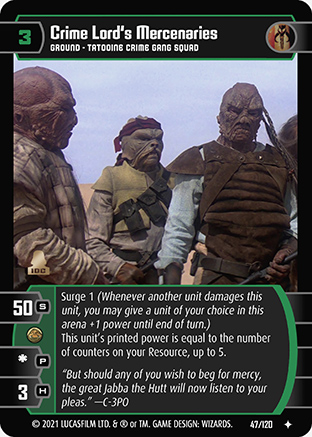 3
Crime Lord's Mercenaries
GROUND - TATOOINE CRIME GANG SQUAD
IDC
50 S
* P
3 H
Surge 1 (Whenever another unit damages this
unit, you may give a unit of your choice in this
arena +1 power until end of turn.)
This unit's printed power is equal to the number
of counters on your Resource, up to 5.
"But should any of you wish to beg for mercy,
the great Jabba the Hutt will now listen to your
pleas." —C-3PO
© 2021 LUCASFILM LTD. & ® or TM. GAME DESIGN: WIZARDS.
47/120